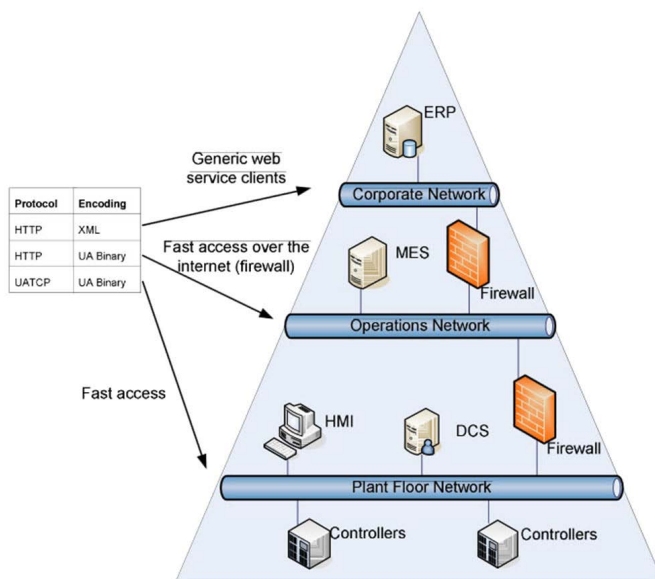 ERP
Generic web
service clients
Corporate Network
Protocol Encoding
HTTP XML
HTTP UA Binary
UATCP UA Binary
Fast access over the
internet (firewall)
MES
Firewall
Operations Network
Fast access
HMI
DCS
Firewall
Plant Floor Network
Controllers
Controllers